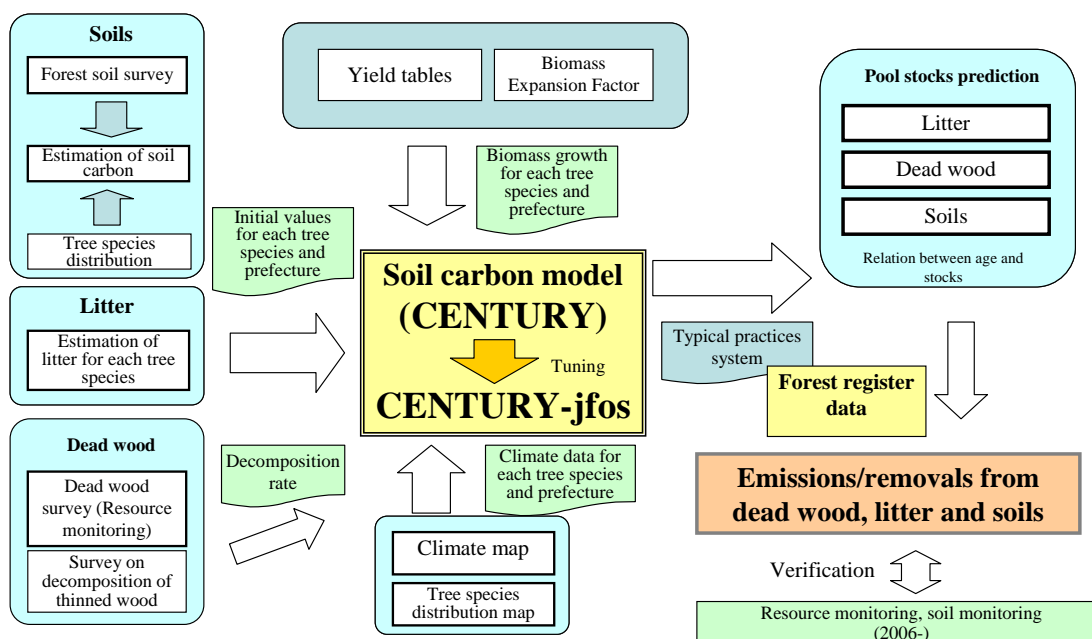 Soils
Forest soil survey
Estimation of soil
carbon
Tree species
distribution
Litter
Estimation of
litter for each tree
species
Dead wood
Dead wood
survey (Resource
monitoring)
Survey on
decomposition of
thinned wood
Yield tables
Biomass
Expansion Factor
Biomass growth
for each tree
species and
prefecture
Initial values
for each tree
species and
prefecture
Soil carbon model
(CENTURY)
Tuning
CENTURY-jfos
Decomposition
rate
Climate data for
each tree species
and prefecture
Climate map
Tree species
distribution map
Pool stocks prediction
Litter
Dead wood
Soils
Relation between age and
stocks
Typical practices
system
Forest register
data
Emissions/removals from
dead wood, litter and soils
Verification
Resource monitoring, soil monitoring
(2006-)